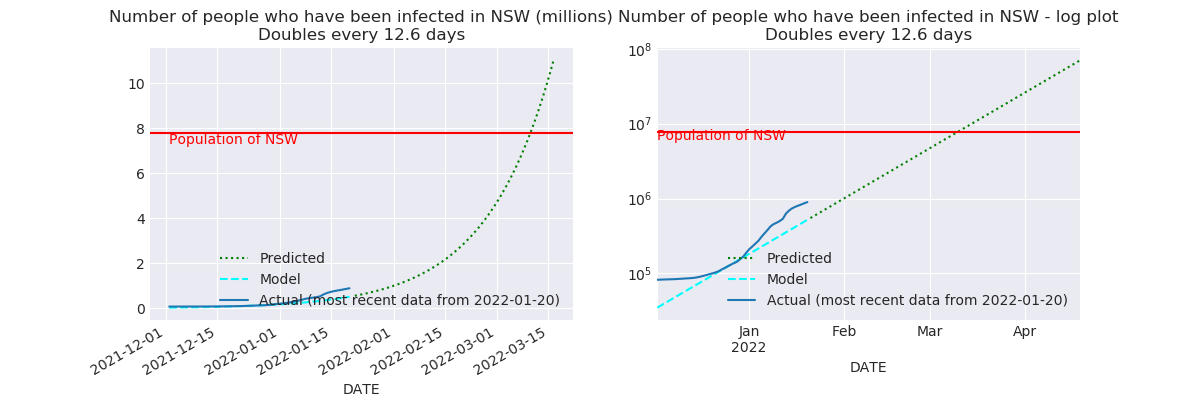 Number of people who have been infected in NSW (millions)
Doubles every 12.6 days
10
8
6
4
2
0
Population of NSW
Predicted
Model
Actual (most recent data from 2022-01-20)
2021-12-01
2021-12-15
2022-01-01
2022-01-15
2022-02-01
2022-02-15
2022-03-01
2022-03-15
DATE
Number of people who have been infected in NSW - log plot
Doubles every 12.6 days
10^8
10^7
10^6
10^5
Population of NSW
Predicted
Model
Actual (most recent data from 2022-01-20)
Jan
2022
Feb
Mar
Apr
DATE